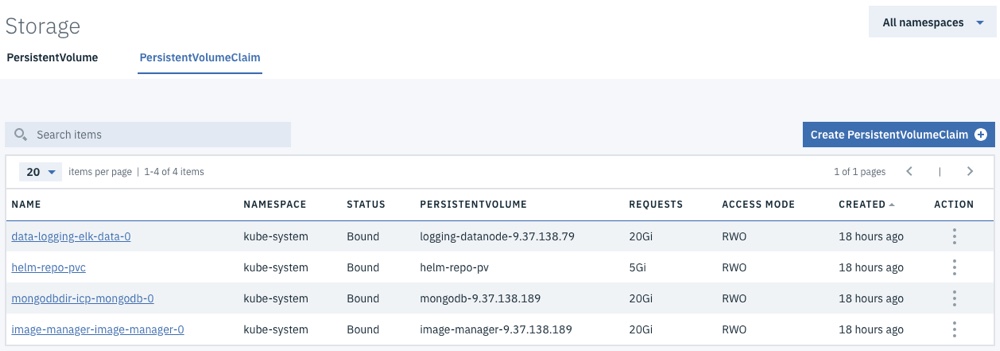 Storage
All namespaces
PersistentVolume PersistentVolumeClaim
Search items
Create PersistentVolumeClaim
20 items per page | 1-4 of 4 items 1 of 1 pages |
NAME NAMESPACE STATUS PERSISTENTVOLUME REQUESTS ACCESS MODE CREATED ACTION
data-logging-elk-data-0 kube-system Bound logging-datanode-9.37.138.79 20Gi RWO 18 hours ago
helm-repo-pvc kube-system Bound helm-repo-pv 5Gi RWO 18 hours ago
mongodbdir-icp-mongodb-0 kube-system Bound mongodb-9.37.138.189 20Gi RWO 18 hours ago
image-manager-image-manager-0 kube-system Bound image-manager-9.37.138.189 20Gi RWO 18 hours ago